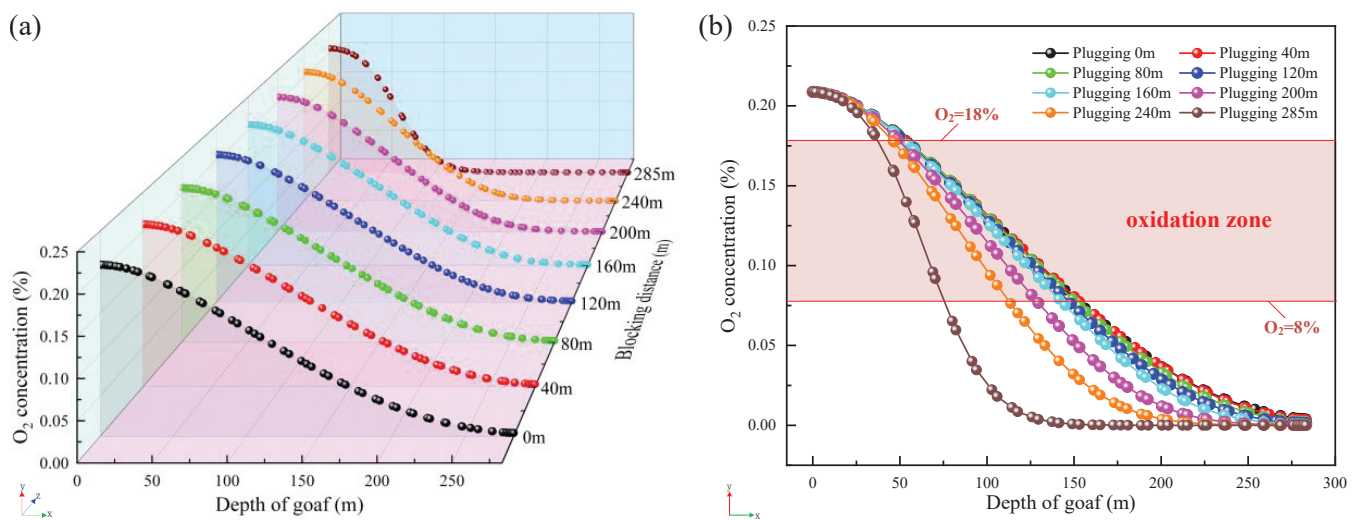 (a)
0.25
0.20
0.15
0.10
0.05
0.00
O₂ concentration (%)
0
50
100
150
200
250
Depth of goaf (m)
0m
40m
80m
120m
160m
200m
240m
285m
Blocking distance (m)
y
z
x
(b)
0.25
0.20
0.15
0.10
0.05
0.00
O₂ concentration (%)
Plugging 0m Plugging 40m
Plugging 80m Plugging 120m
Plugging 160m Plugging 200m
Plugging 240m Plugging 285m
O₂=18%
oxidation zone
O₂=8%
0 50 100 150 200 250 300
Depth of goaf (m)
y
x